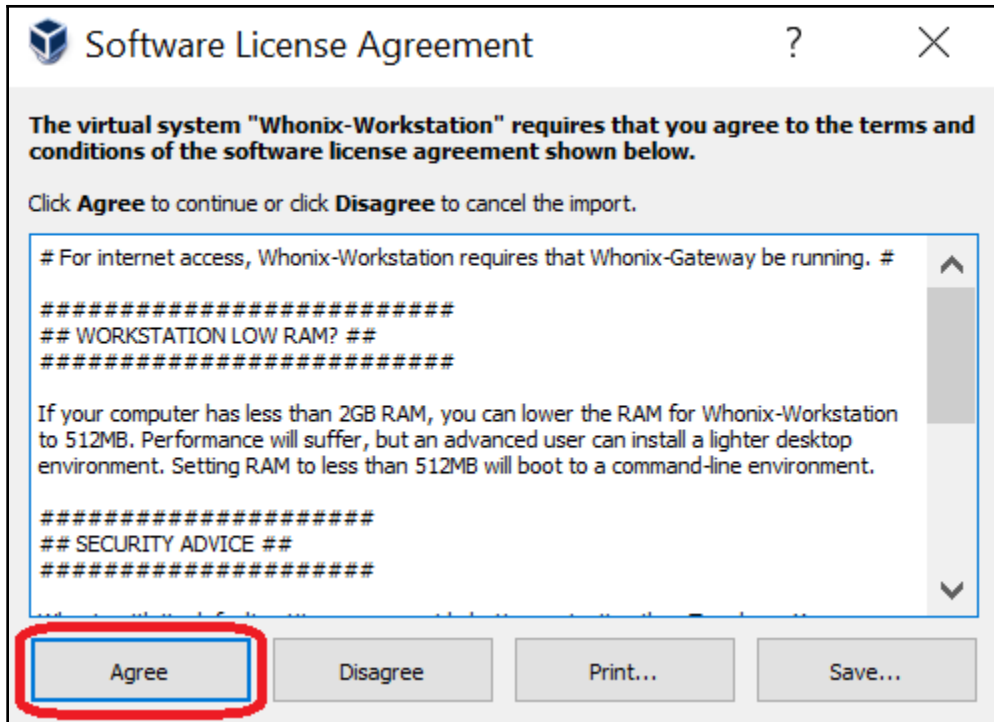 Software License Agreement
The virtual system "Whonix-Workstation" requires that you agree to the terms and
conditions of the software license agreement shown below.
Click Agree to continue or click Disagree to cancel the import.
# For internet access, Whonix-Workstation requires that Whonix-Gateway be running. #
##########################
## WORKSTATION LOW RAM? ##
##########################
If your computer has less than 2GB RAM, you can lower the RAM for Whonix-Workstation
to 512MB. Performance will suffer, but an advanced user can install a lighter desktop
environment. Setting RAM to less than 512MB will boot to a command-line environment.
#####################
## SECURITY ADVICE ##
#####################
Agree
Disagree
Print...
Save...